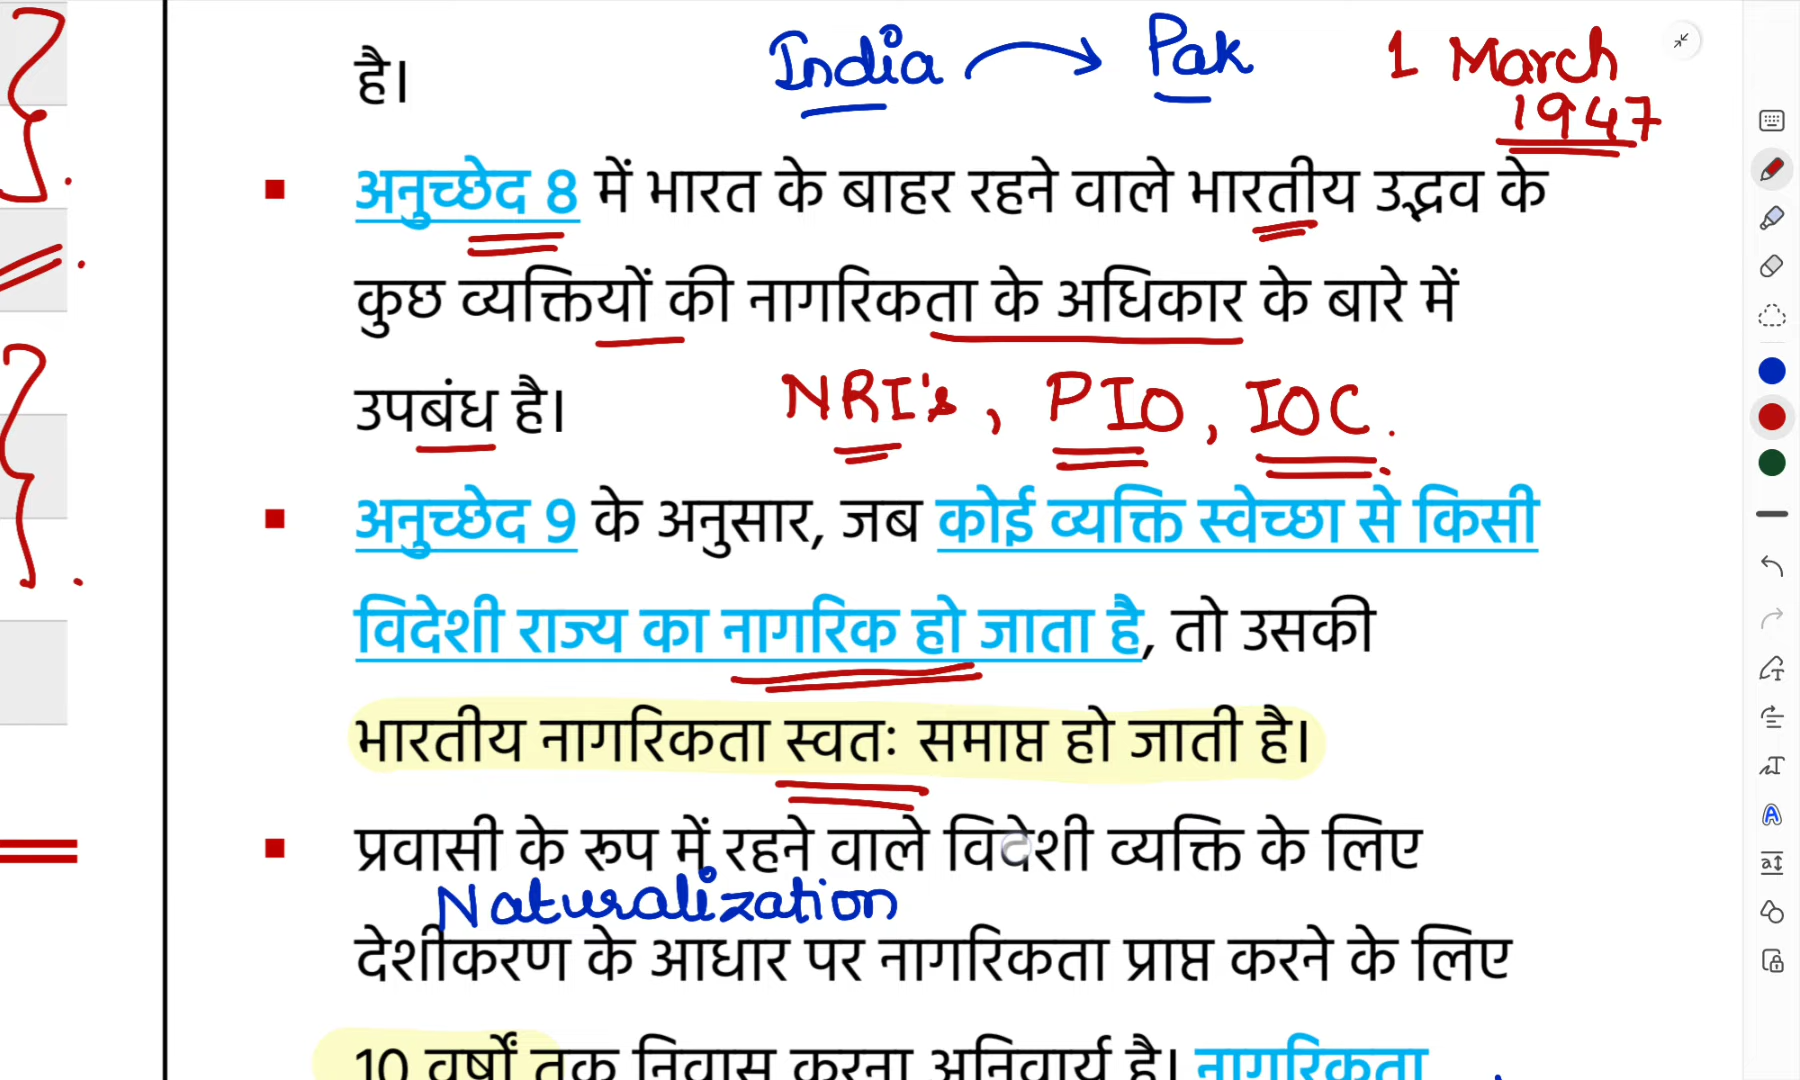 है।
India → Pak
1 March
1947
अनुच्छेद 8 में भारत के बाहर रहने वाले भारतीय उद्भव के
कुछ व्यक्तियों की नागरिकता के अधिकार के बारे में
उपबंध है।
NRI's, PIO, IOC.
अनुच्छेद 9 के अनुसार, जब कोई व्यक्ति स्वेच्छा से किसी
विदेशी राज्य का नागरिक हो जाता है, तो उसकी
भारतीय नागरिकता स्वतः समाप्त हो जाती है।
प्रवासी के रूप में रहने वाले विदेशी व्यक्ति के लिए
Naturalization
देशीकरण के आधार पर नागरिकता प्राप्त करने के लिए
10 वर्षों तक निवास करना अनिवार्य है। नागरिकता